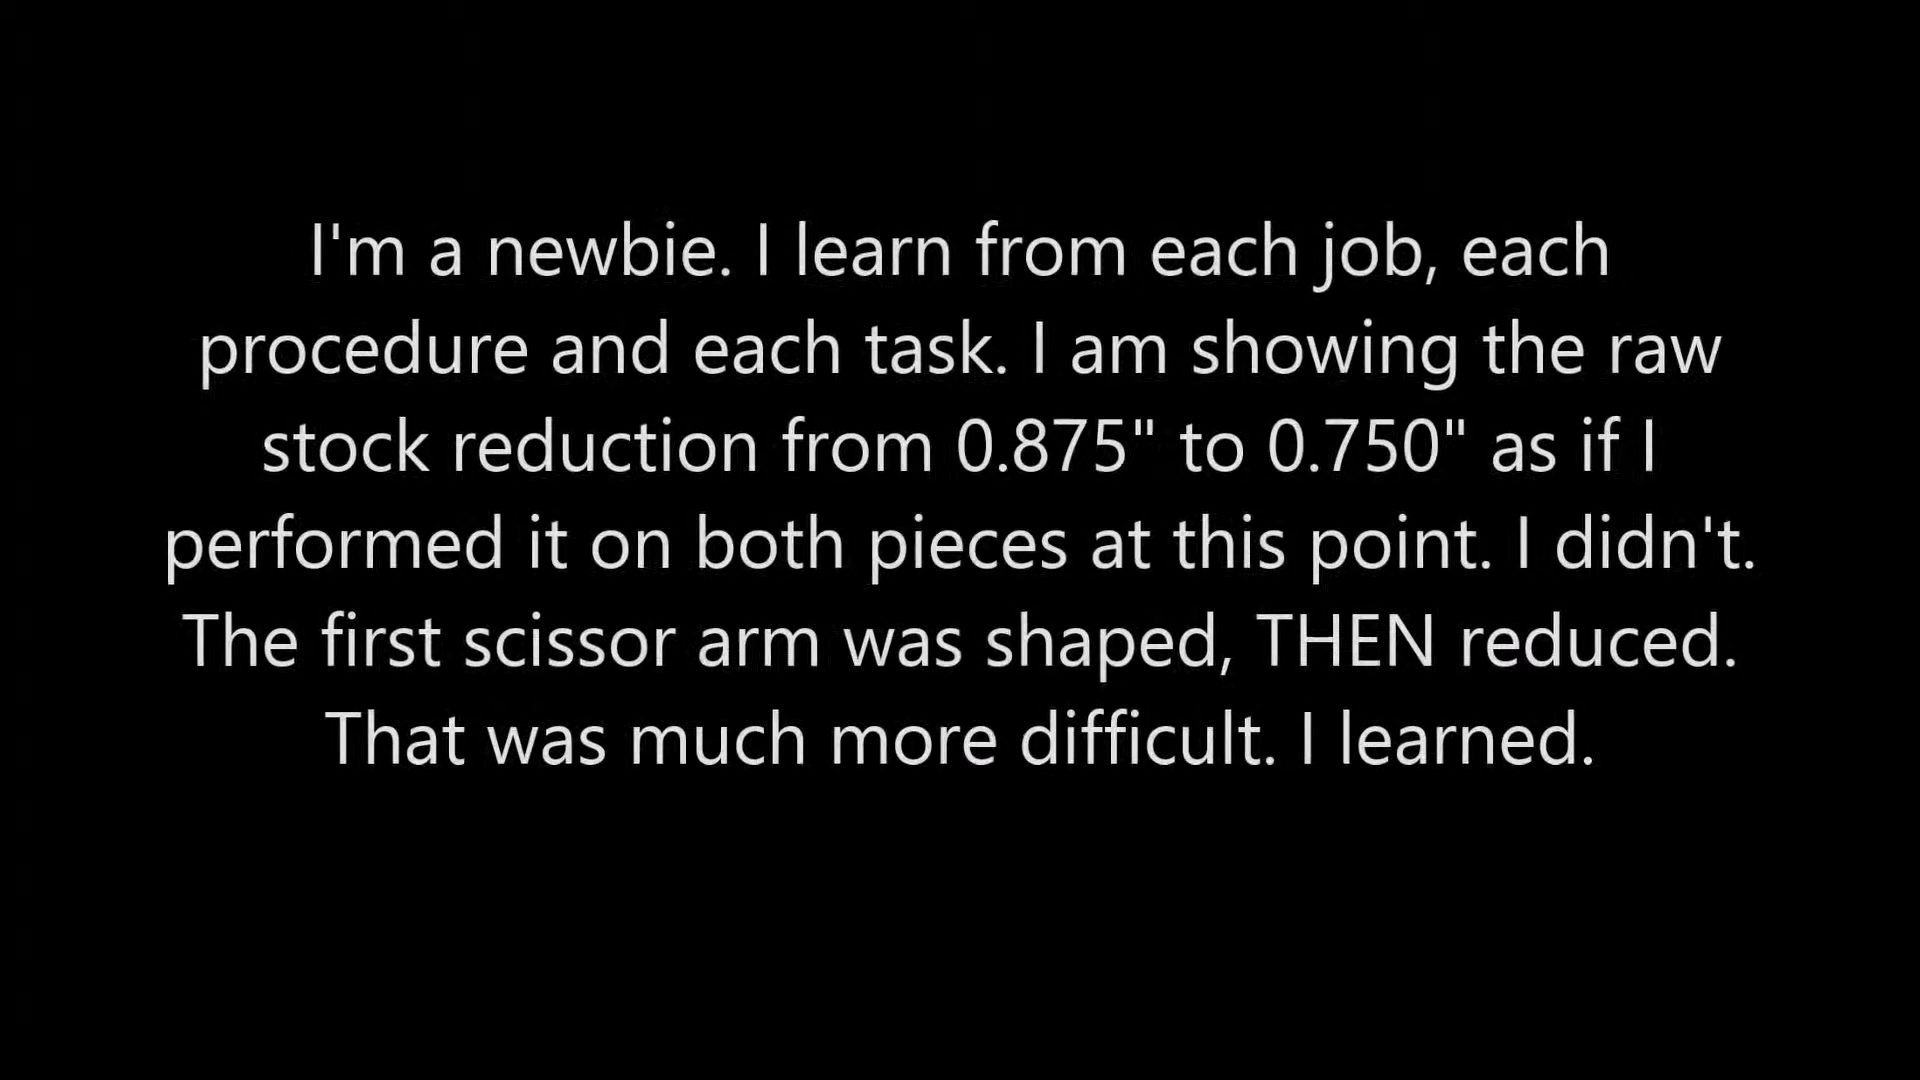 I'm a newbie. I learn from each job, each
procedure and each task. I am showing the raw
stock reduction from 0.875" to 0.750" as if I
performed it on both pieces at this point. I didn't.
The first scissor arm was shaped, THEN reduced.
That was much more difficult. I learned.